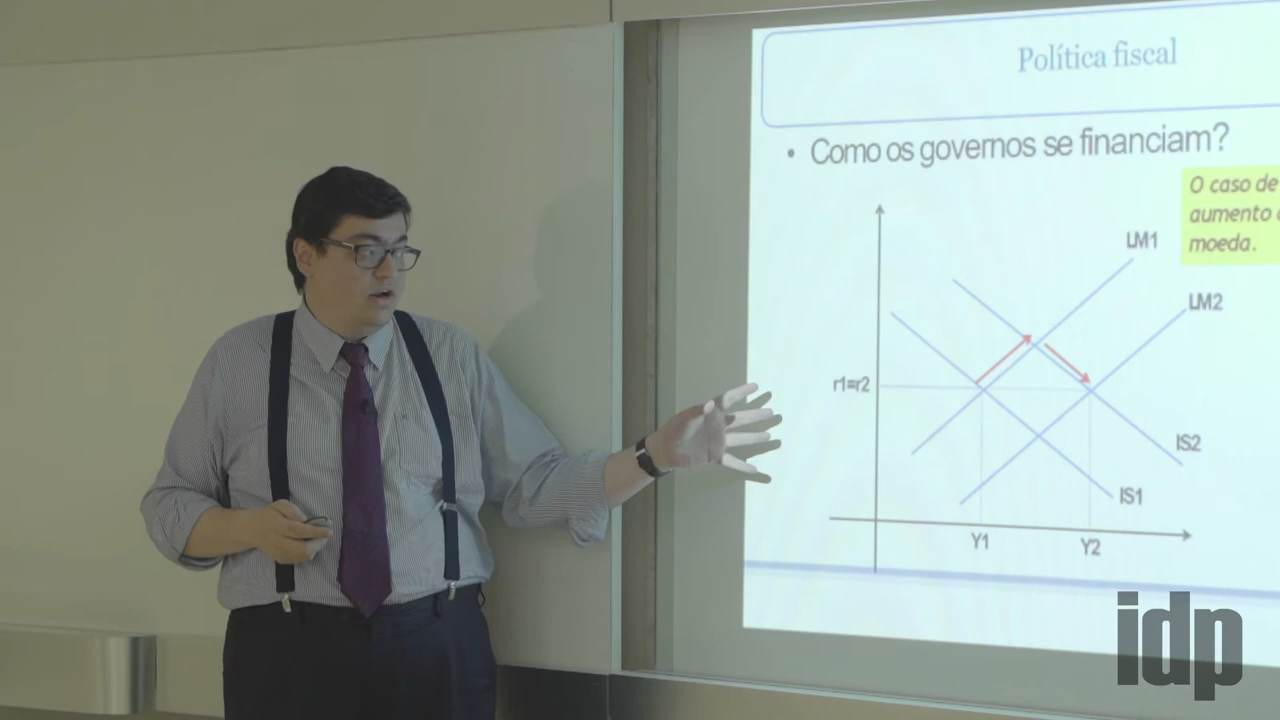 Política fiscal
• Como os governos se financiam?
O caso de
aumento
moeda.
LM1
LM2
r1=r2
IS2
IS1
Y1
Y2
idp